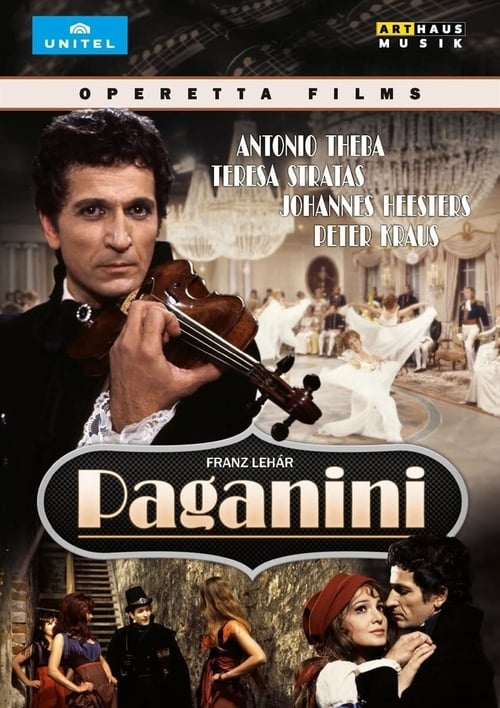 UNITEL
ARTHAUS
MUSIK
OPERETTA FILMS
ANTONIO THEBA
TERESA STRATAS
JOHANNES HEESTERS
PETER KRAUS
FRANZ LEHÁR
Paganini